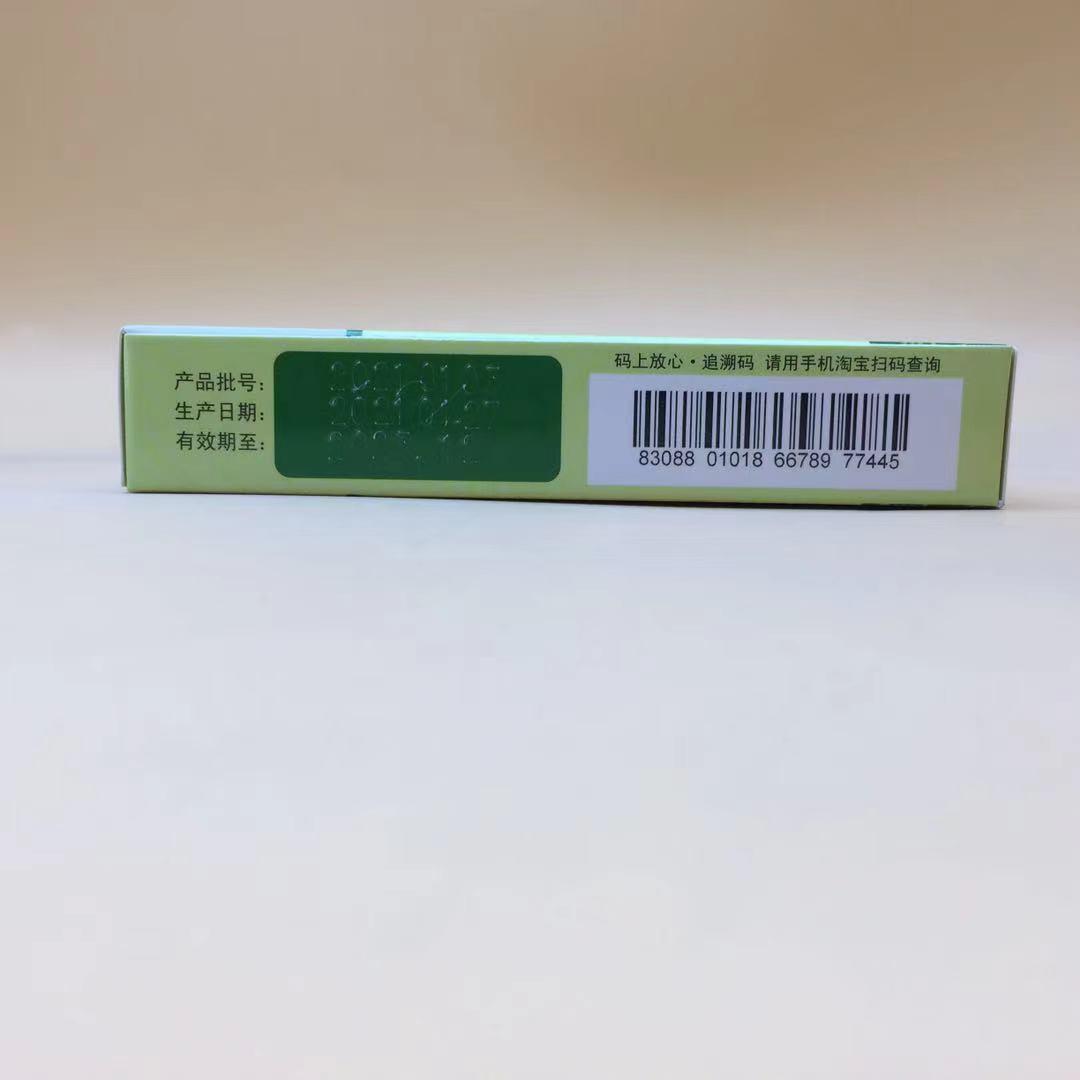 产品批号:
生产日期:
有效期至:
码上放心·追溯码 请用手机淘宝扫码查询
83088 01018 66789 77445